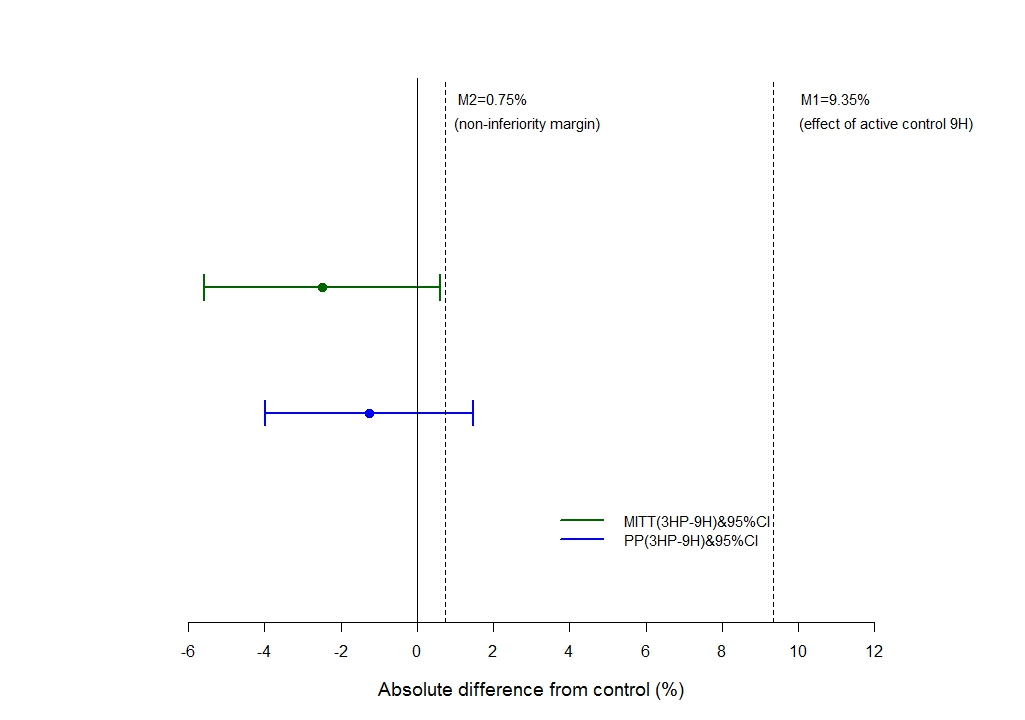 M2=0.75%
(non-inferiority margin)
M1=9.35%
(effect of active control 9H)
MITT(3HP-9H)&95%CI
PP(3HP-9H)&95%CI
-6 -4 -2 0 2 4 6 8 10 12
Absolute difference from control (%)